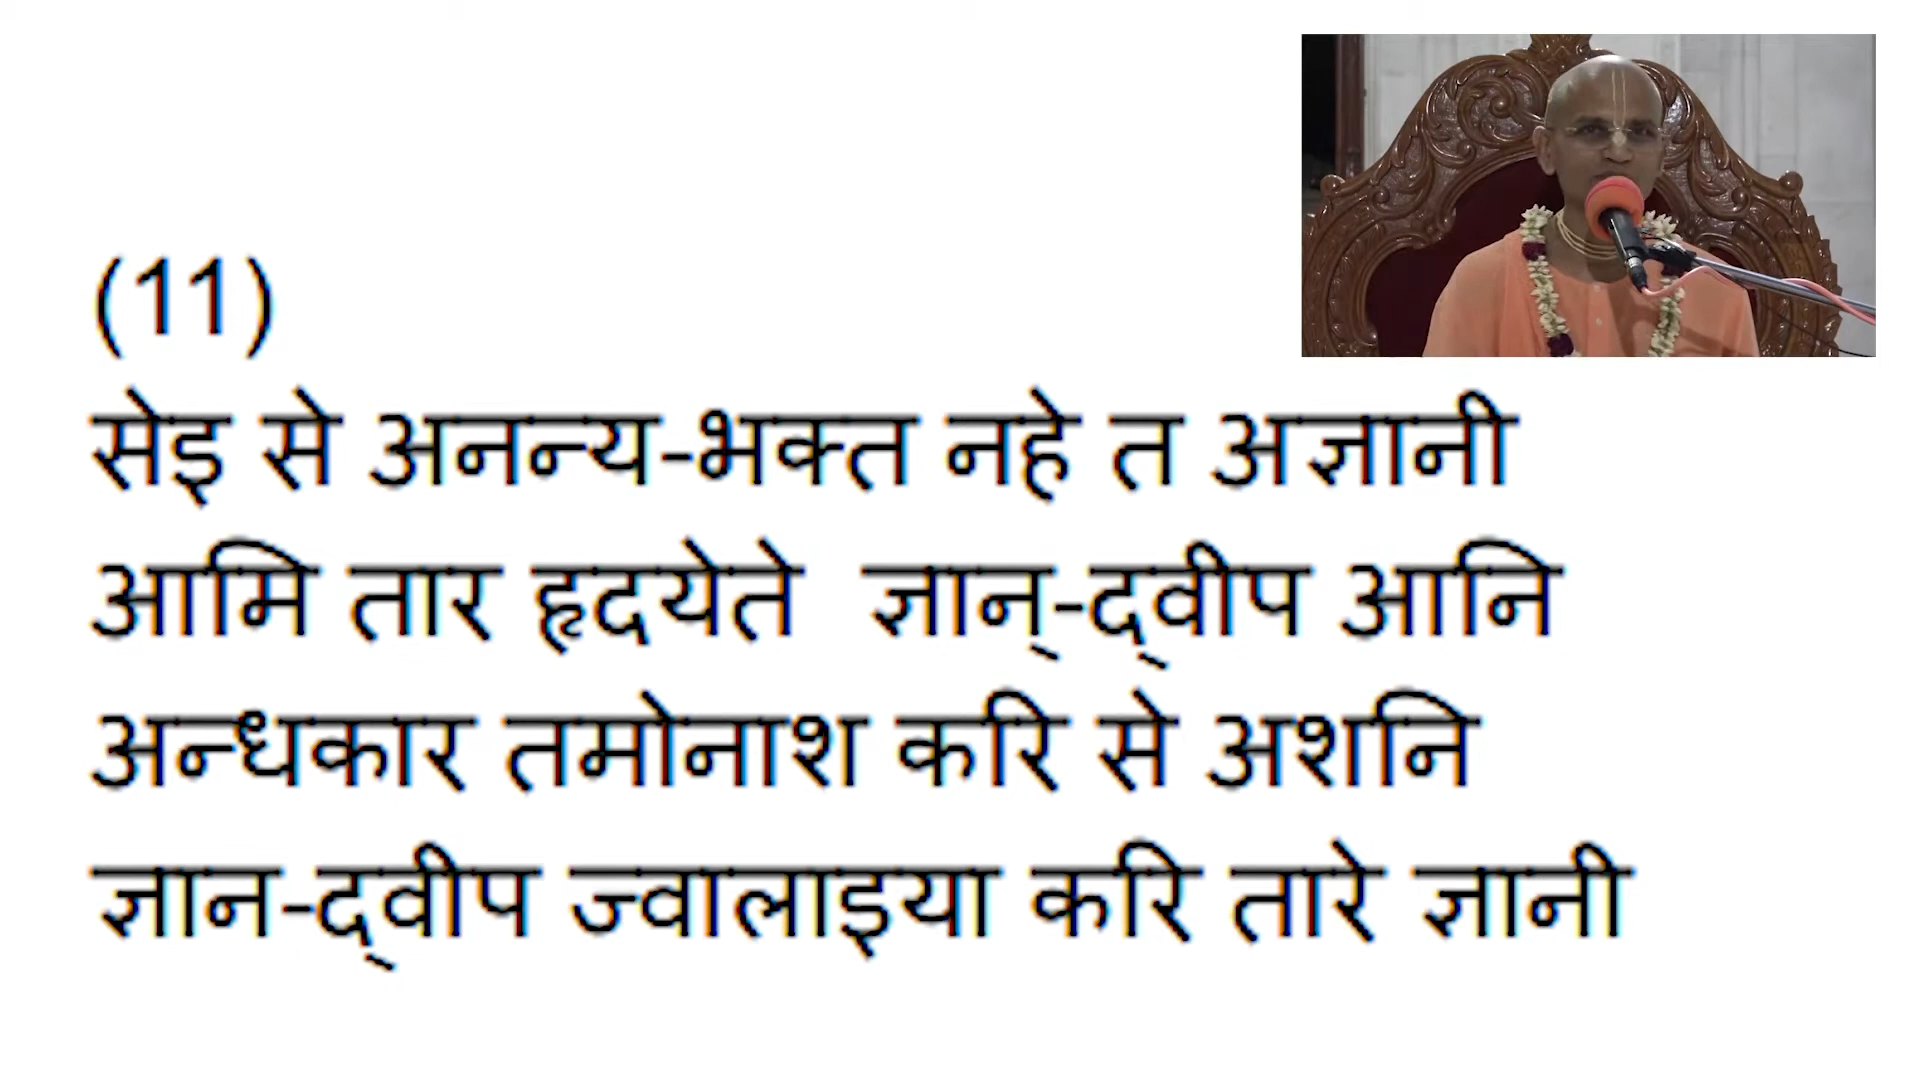 (11)
सेइ से अनन्य-भक्त नहे त अज्ञानी
आमि तार हृदयेते ज्ञान्-द्वीप आनि
अन्धकार तमोनाश करि से अशनि
ज्ञान-द्वीप ज्वालाइया करि तारे ज्ञानी